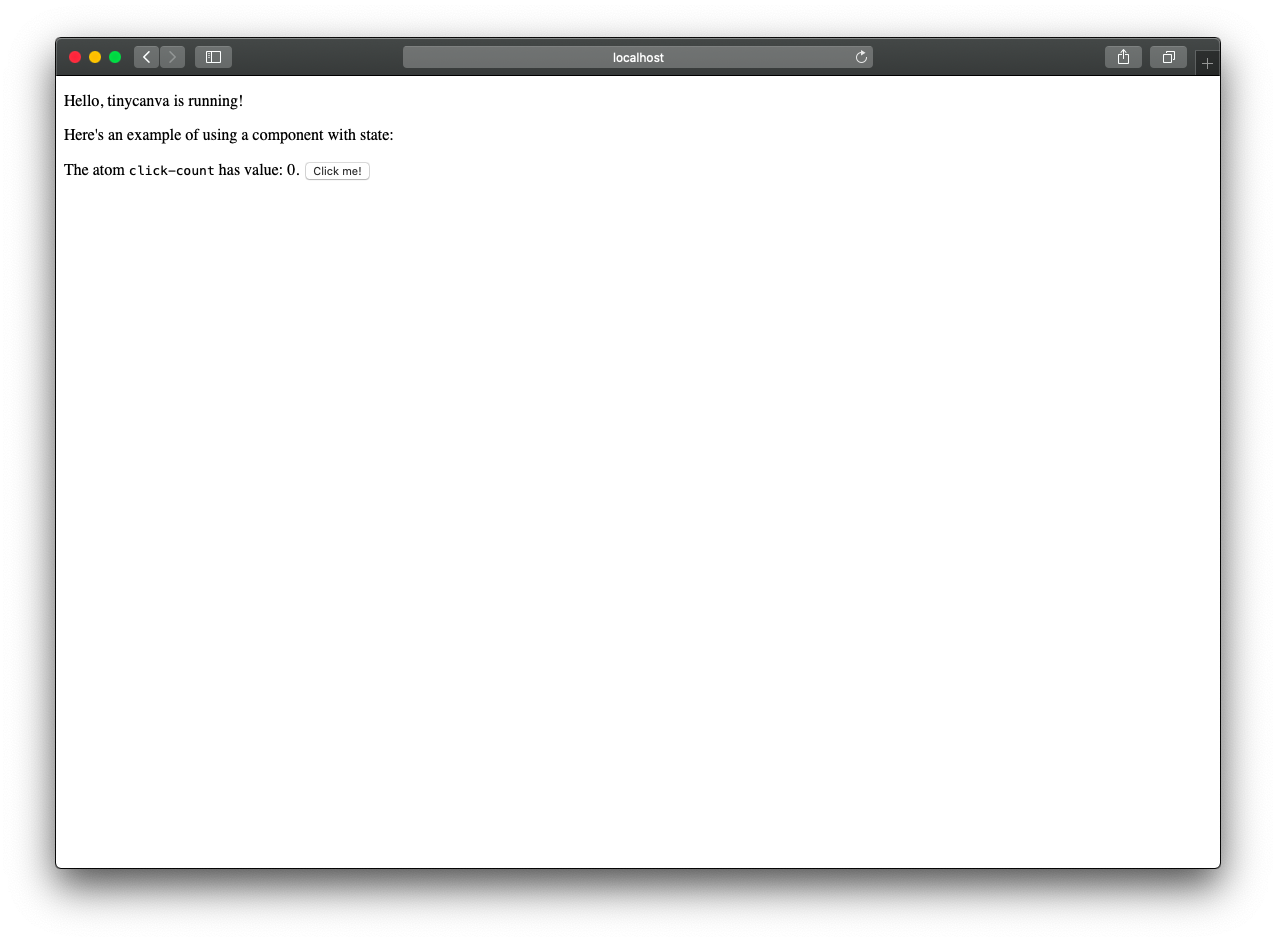 localhost
Hello, tinycanva is running!
Here's an example of using a component with state:
The atom click-count has value: 0. Click me!